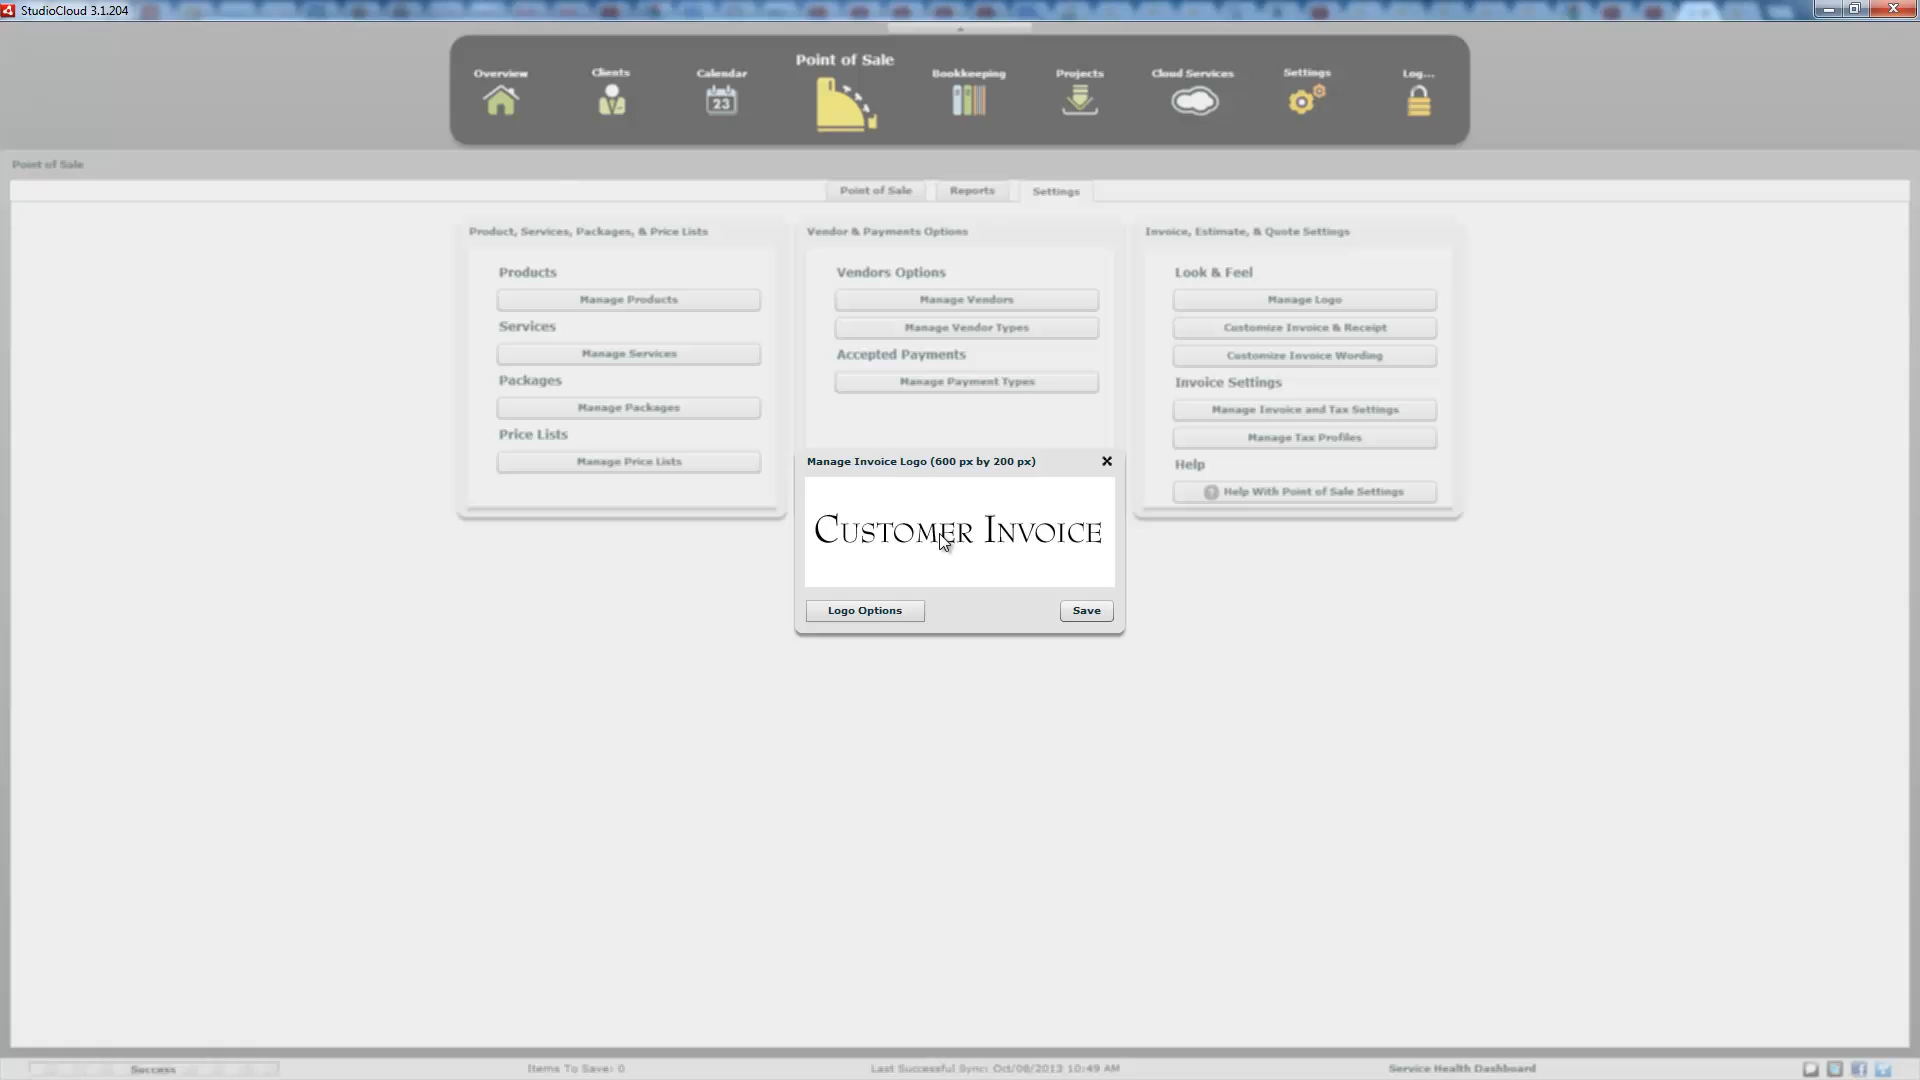 StudioCloud 3.1.204
Overview
Clients
Calendar
23
Point of Sale
Bookkeeping
Projects
Cloud Services
Settings
Log...
Point of Sale
Point of Sale
Reports
Settings
Product, Services, Packages, & Price Lists
Products
Manage Products
Services
Manage Services
Packages
Manage Packages
Price Lists
Manage Price Lists
Vendor & Payments Options
Vendors Options
Manage Vendors
Manage Vendor Types
Accepted Payments
Manage Payment Types
Invoice, Estimate, & Quote Settings
Look & Feel
Manage Logo
Customize Invoice & Receipt
Customize Invoice Wording
Invoice Settings
Manage Invoice and Tax Settings
Manage Tax Profiles
Help
Help With Point of Sale Settings
Manage Invoice Logo (600 px by 200 px)
Customer Invoice
Logo Options
Save
Success
Items To Save: 0
Last Successful Sync: Oct/08/2013 10:49 AM
Service Health Dashboard